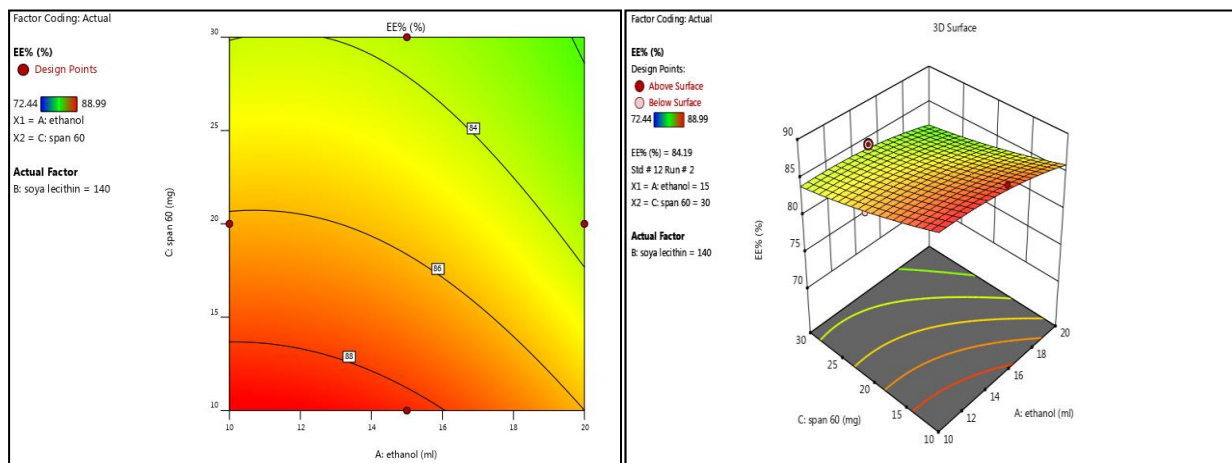 Factor Coding: Actual
EE% (%)
Design Points
72.44 88.99
X1 = A: ethanol
X2 = C: span 60
Actual Factor
B: soya lecithin = 140
EE% (%)
30
25
20
15
10
C: span 60 (mg)
84
86
88
10 12 14 16 18 20
A: ethanol (ml)
Factor Coding: Actual
3D Surface
EE% (%)
Design Points:
Above Surface
Below Surface
72.44 88.99
EE% (%) = 84.19
Std # 12 Run # 2
X1 = A: ethanol = 15
X2 = C: span 60 = 30
Actual Factor
B: soya lecithin = 140
90
85
80
75
70
EE% (%)
30
25
20
15
10
C: span 60 (mg)
10
12
14
16
18
20
A: ethanol (ml)